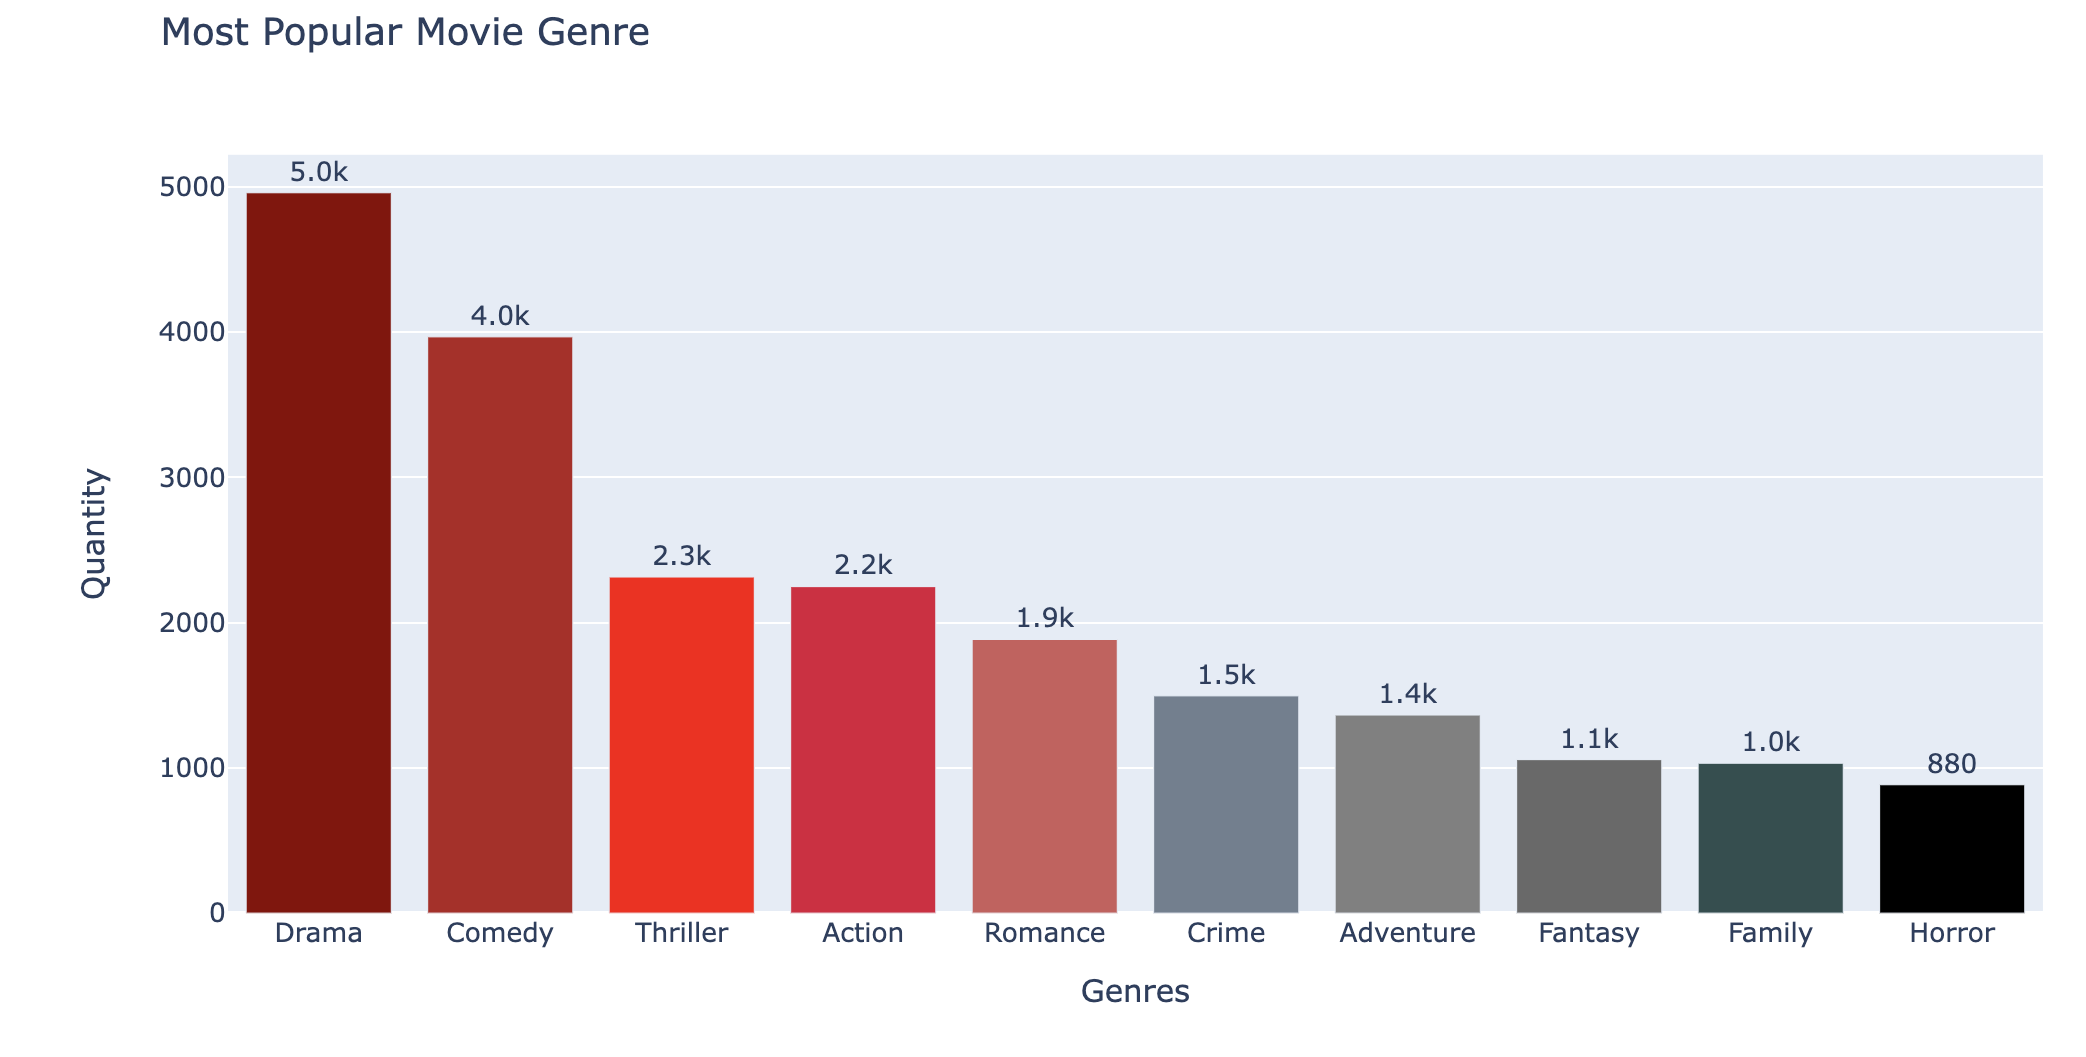 Most Popular Movie Genre
5.0k
4.0k
2.3k
2.2k
1.9k
1.5k
1.4k
1.1k
1.0k
880
5000
4000
3000
2000
1000
0
Quantity
Drama Comedy Thriller Action Romance Crime Adventure Fantasy Family Horror
Genres